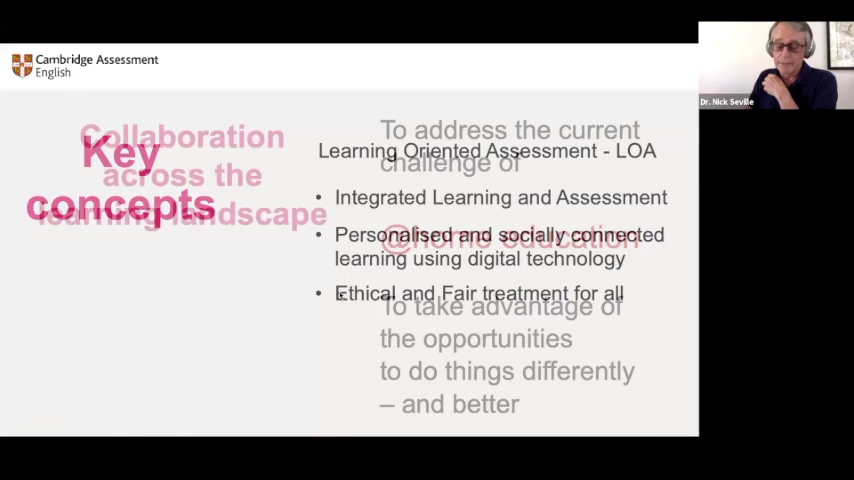 Cambridge Assessment
English
Dr. Nick Seville
Key
concepts
Learning Oriented Assessment - LOA
• Integrated Learning and Assessment
• Personalised and socially connected
learning using digital technology
• Ethical and Fair treatment for all
Collaboration
across the
learning landscape
To address the current
challenge of
@home education
To take advantage of
the opportunities
to do things differently
– and better